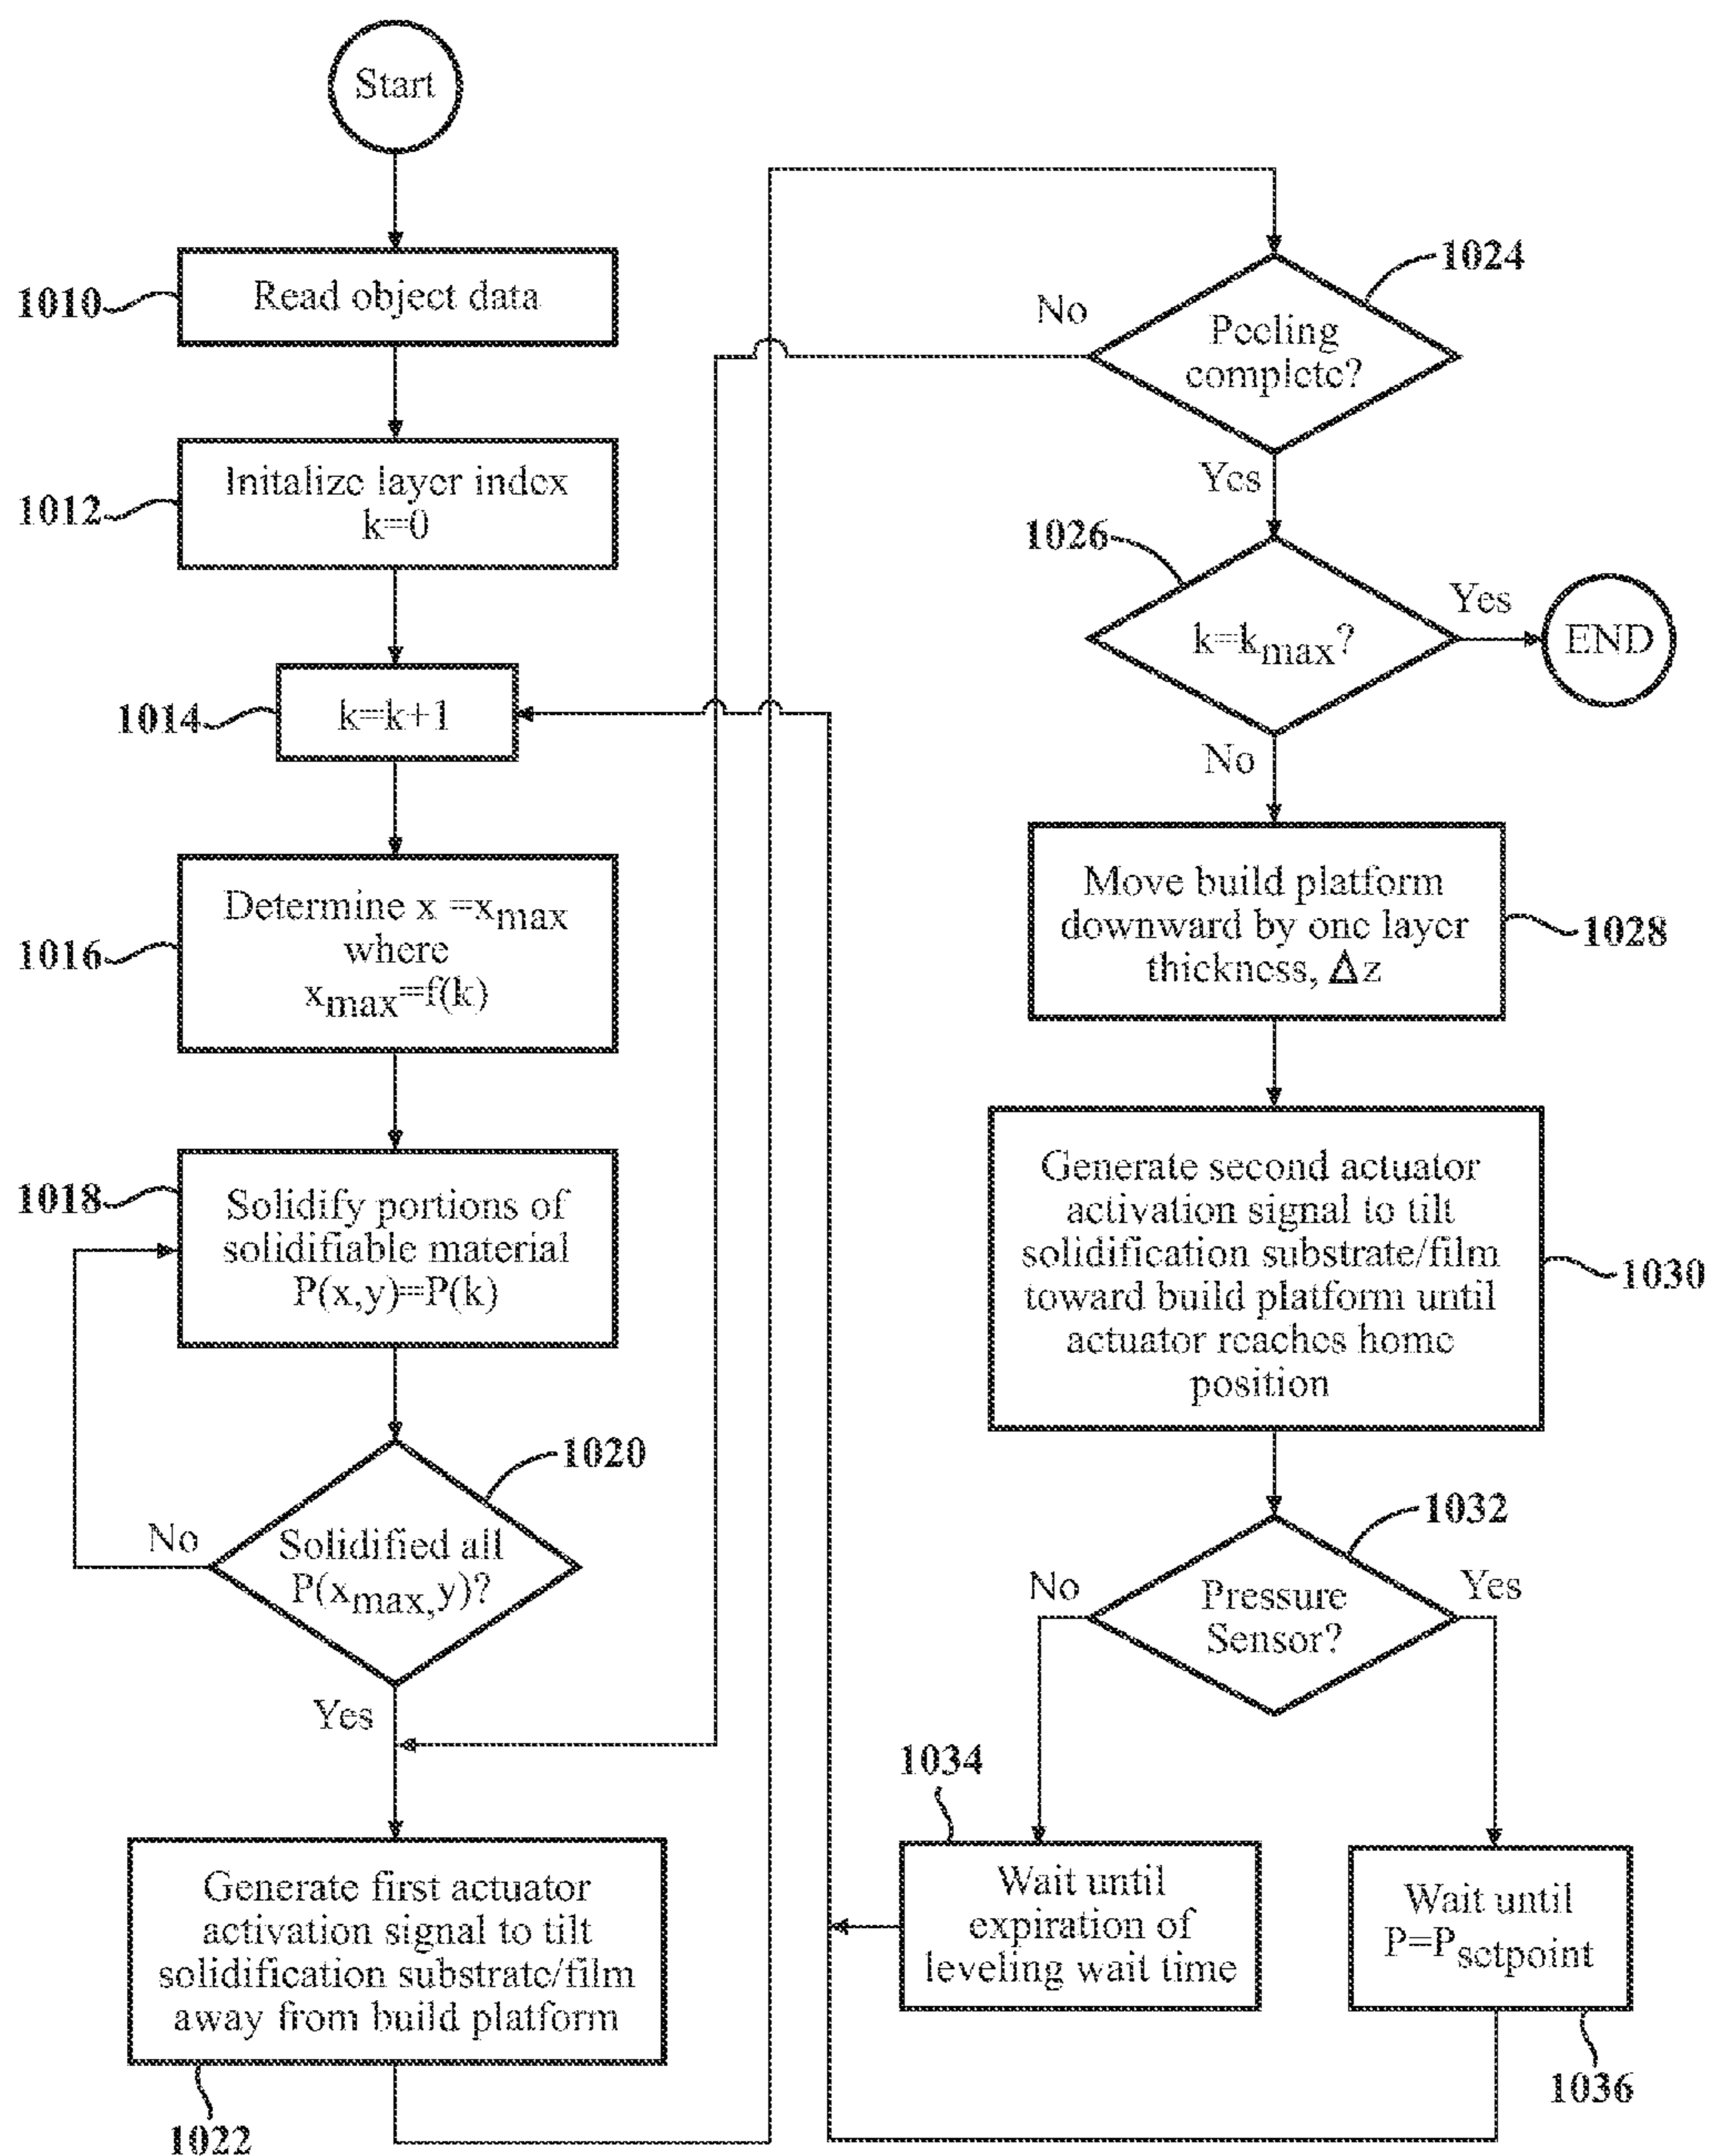 Start
1010
Read object data
1012
Initalize layer index
k=0
1014
k=k+1
1016
Determine x =xmax
where
xmax=f(k)
1018
Solidify portions of
solidifiable material
P(x,y)=P(k)
1020
No
Solidified all
P(xmax,y)?
Yes
Generate first actuator
activation signal to tilt
solidification substrate/film
away from build platform
1022
1024
No
Peeling
complete?
Yes
1026
k=kmax?
Yes
END
No
Move build platform
downward by one layer
thickness, Δz
1028
Generate second actuator
activation signal to tilt
solidification substrate/film
toward build platform until
actuator reaches home
position
1030
1032
No
Pressure
Sensor?
Yes
1034
Wait until
expiration of
leveling wait time
Wait until
P=Psetpoint
1036